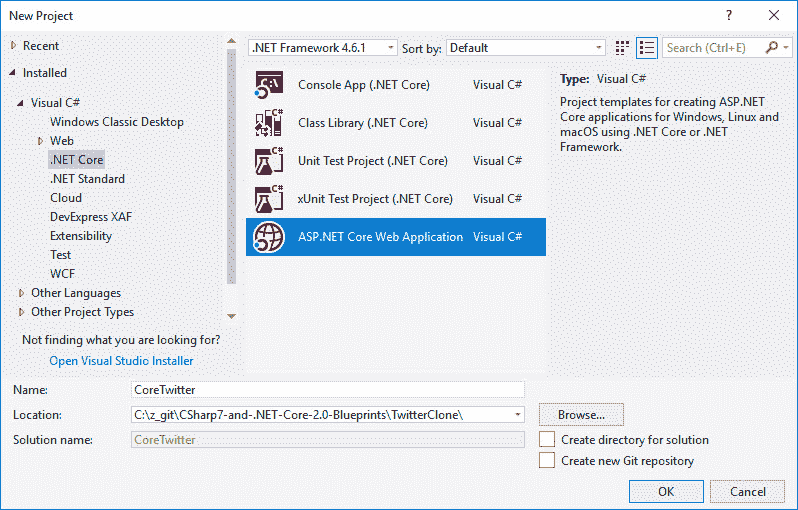 New Project
?
Recent
Installed
Visual C#
Windows Classic Desktop
Web
.NET Core
.NET Standard
Cloud
DevExpress XAF
Extensibility
Test
WCF
Other Languages
Other Project Types
Not finding what you are looking for?
Open Visual Studio Installer
.NET Framework 4.6.1
Sort by:
Default
Search (Ctrl+E)
Console App (.NET Core) Visual C#
Class Library (.NET Core) Visual C#
Unit Test Project (.NET Core) Visual C#
xUnit Test Project (.NET Core) Visual C#
ASP.NET Core Web Application Visual C#
Type: Visual C#
Project templates for creating ASP.NET
Core applications for Windows, Linux and
macOS using .NET Core or .NET
Framework.
Name: CoreTwitter
Location: C:\z_git\CSharp7-and-.NET-Core-2.0-Blueprints\TwitterClone\
Browse...
Solution name: CoreTwitter
Create directory for solution
Create new Git repository
OK
Cancel